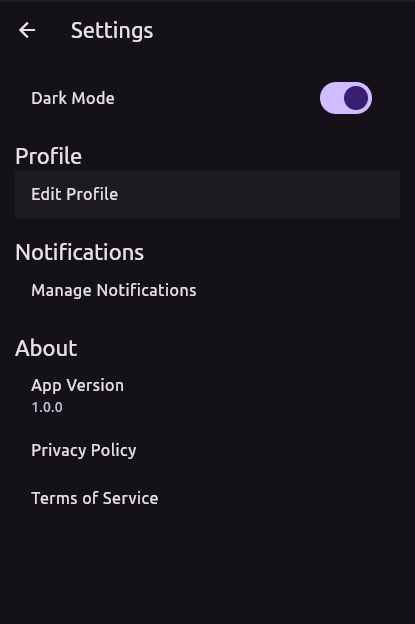 Settings
Dark Mode
Profile
Edit Profile
Notifications
Manage Notifications
About
App Version
1.0.0
Privacy Policy
Terms of Service